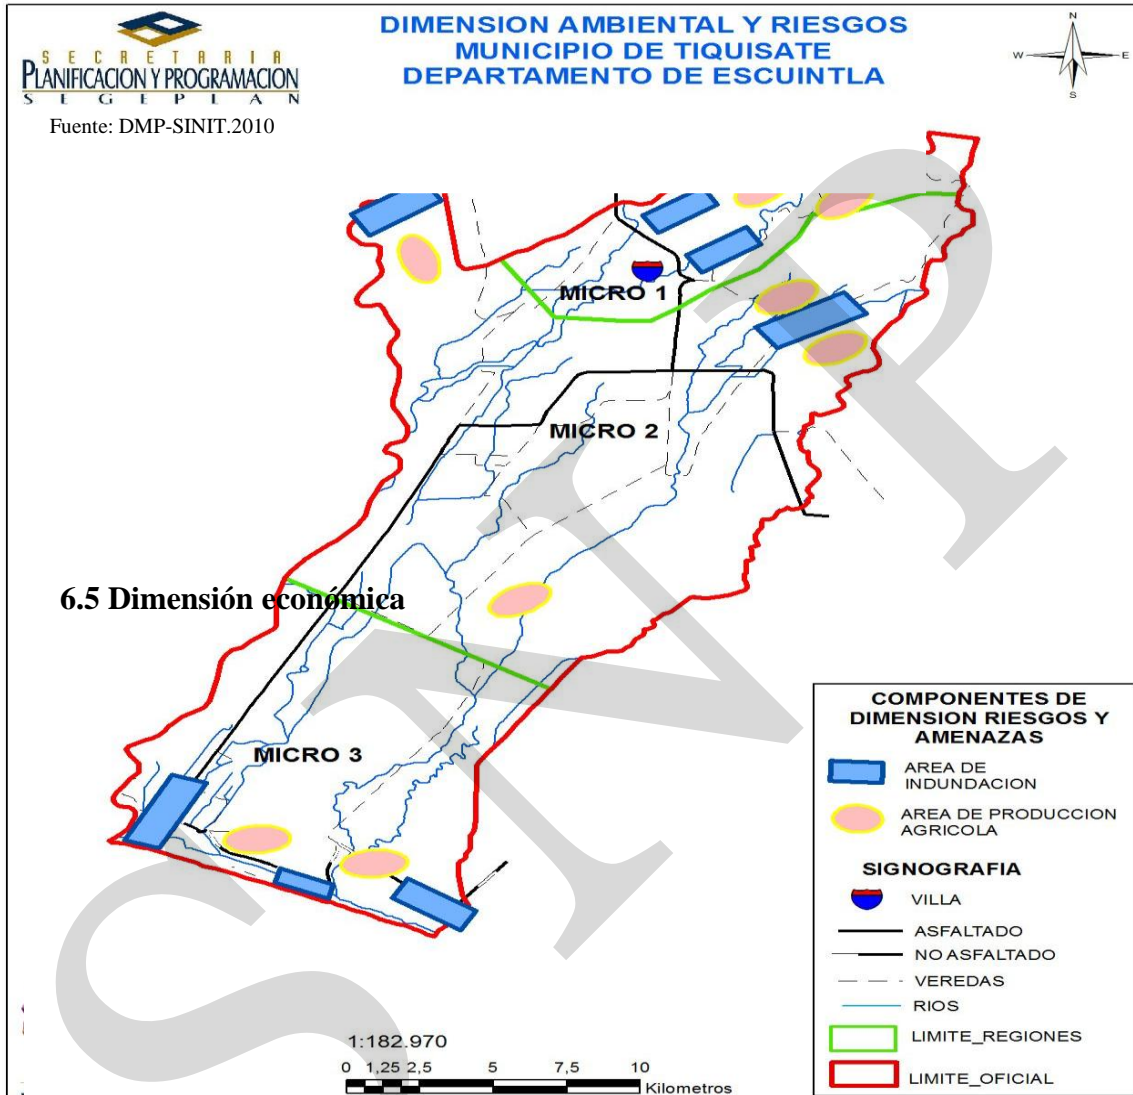 SECRETARIA
PLANIFICACION Y PROGRAMACION
SEGEPLAN
Fuente: DMP-SINIT.2010
DIMENSION AMBIENTAL Y RIESGOS
MUNICIPIO DE TIQUISATE
DEPARTAMENTO DE ESCUINTLA
N
W E
S
MICRO 1
MICRO 2
6.5 Dimensión económica
MICRO 3
COMPONENTES DE
DIMENSION RIESGOS Y
AMENAZAS
AREA DE
INDUNDACION
AREA DE PRODUCCION
AGRICOLA
SIGNOGRAFIA
VILLA
ASFALTADO
NO ASFALTADO
VEREDAS
RIOS
LIMITE_REGIONES
LIMITE_OFICIAL
1:182.970
0 1,25 2,5 5 7,5 10
Kilometros
SNP